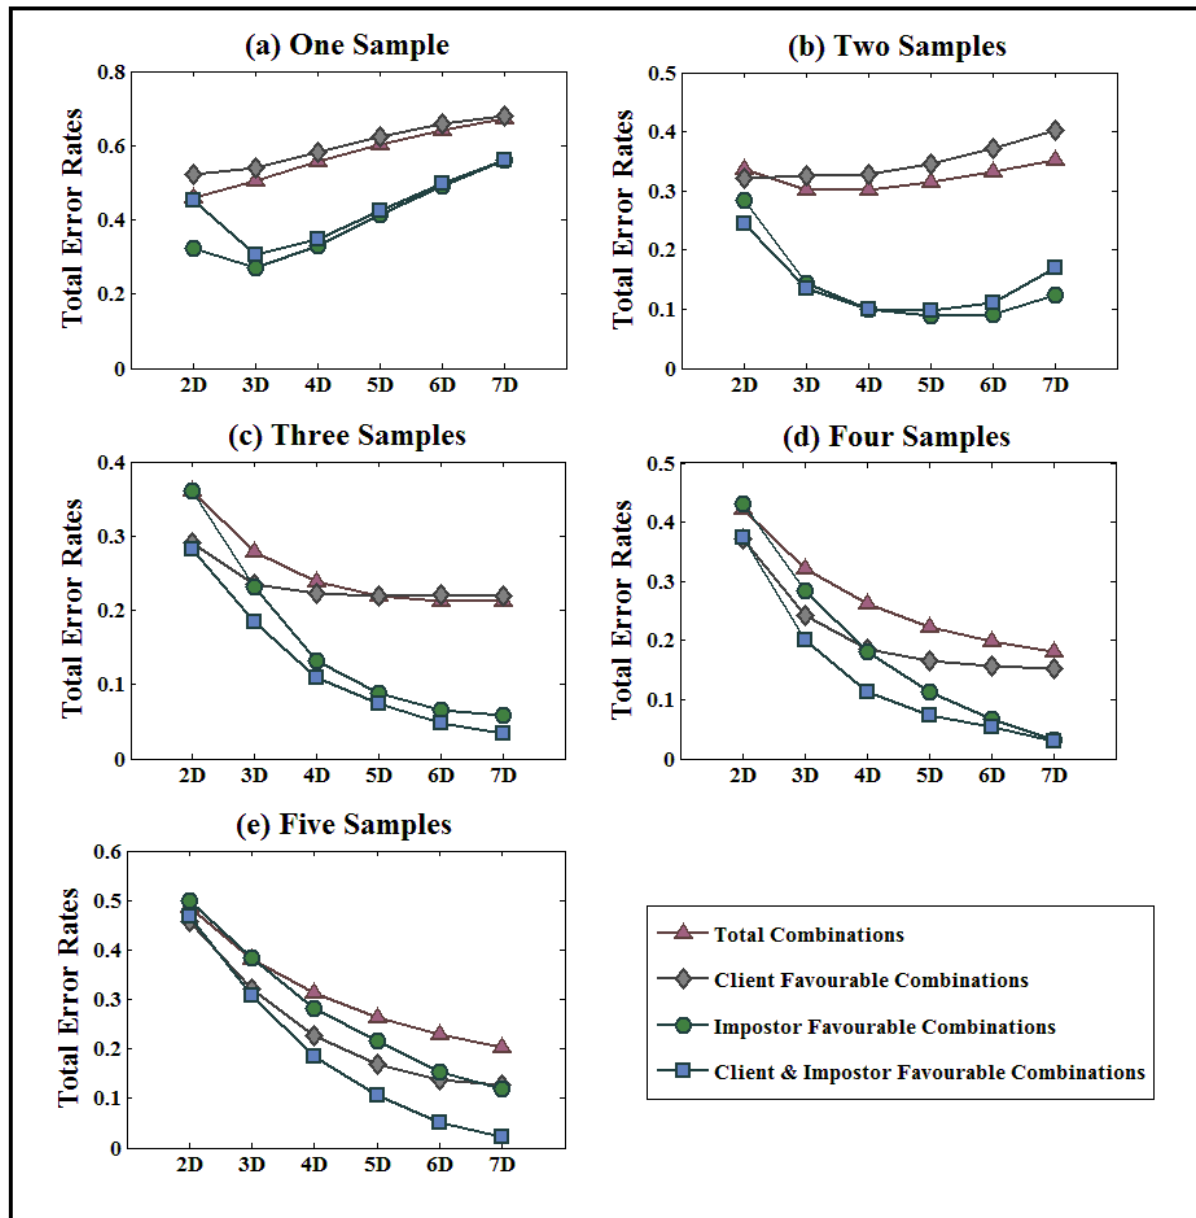 (a) One Sample
Total Error Rates
0.8
0.6
0.4
0.2
0
2D 3D 4D 5D 6D 7D
(b) Two Samples
Total Error Rates
0.5
0.4
0.3
0.2
0.1
0
2D 3D 4D 5D 6D 7D
(c) Three Samples
Total Error Rates
0.4
0.3
0.2
0.1
0
2D 3D 4D 5D 6D 7D
(d) Four Samples
Total Error Rates
0.5
0.4
0.3
0.2
0.1
0
2D 3D 4D 5D 6D 7D
(e) Five Samples
Total Error Rates
0.6
0.5
0.4
0.3
0.2
0.1
0
2D 3D 4D 5D 6D 7D
Total Combinations
Client Favourable Combinations
Impostor Favourable Combinations
Client & Impostor Favourable Combinations